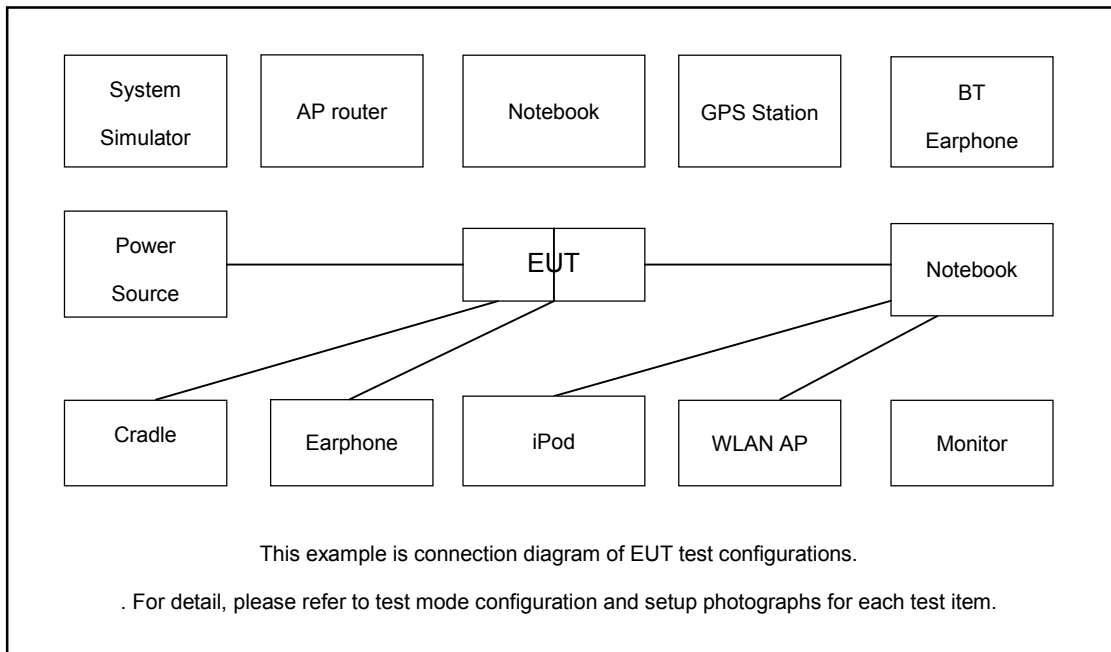 System
Simulator
AP router
Notebook
GPS Station
BT
Earphone
Power
Source
EUT
Notebook
Cradle
Earphone
iPod
WLAN AP
Monitor
This example is connection diagram of EUT test configurations.
. For detail, please refer to test mode configuration and setup photographs for each test item.